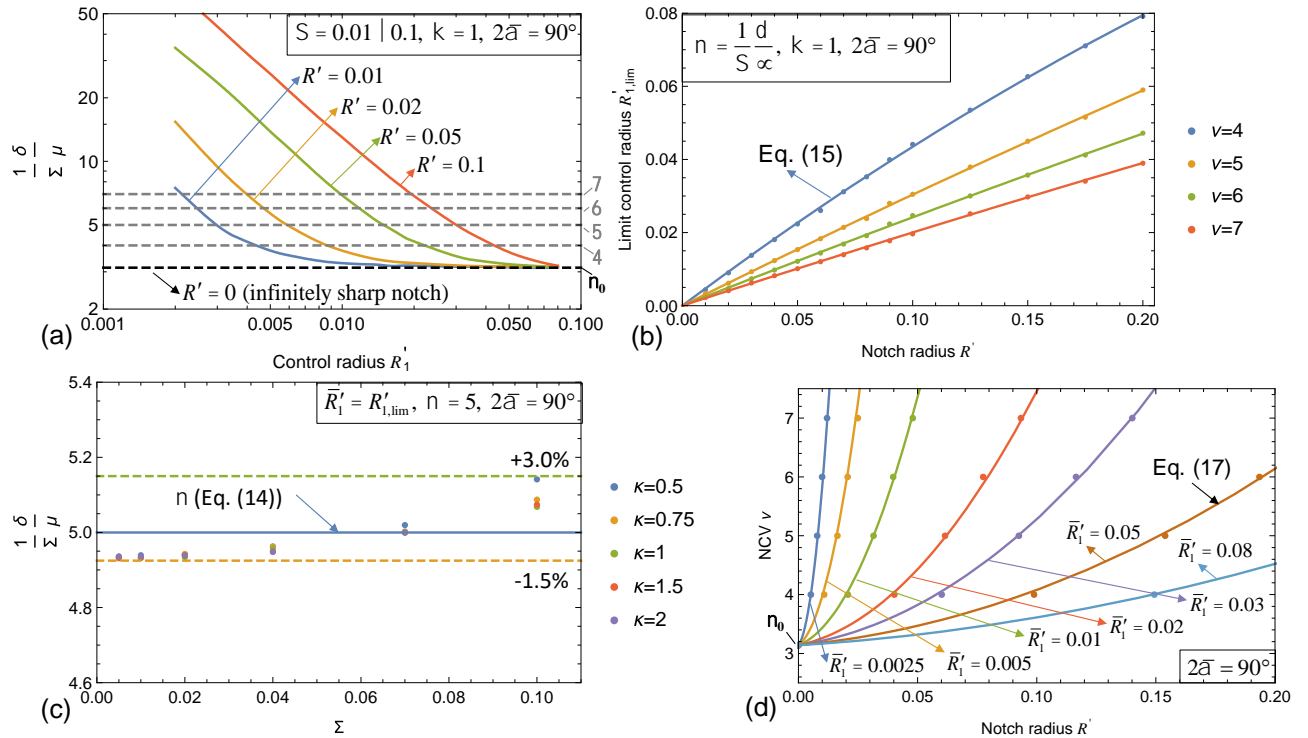 50
20
10
5
2
0.001
0.005
0.010
0.050
0.100
S = 0.01 | 0.1, k = 1, 2a̅ = 90°
R' = 0.01
R' = 0.02
R' = 0.05
R' = 0.1
7
6
5
4
n₀
R' = 0 (infinitely sharp notch)
1/Σ δ/μ
Control radius R₁'
(a)
0.08
0.06
0.04
0.02
0.00
0.00
0.05
0.10
0.15
0.20
n = 1/S d/∝, k = 1, 2a̅ = 90°
Eq. (15)
Limit control radius R'₁,lim
Notch radius R'
(b)
ν=4
ν=5
ν=6
ν=7
5.4
5.2
5.0
4.8
4.6
0.00
0.02
0.04
0.06
0.08
0.10
R̅₁' = R'₁,lim, n = 5, 2a̅ = 90°
+3.0%
n (Eq. (14))
-1.5%
1/Σ δ/μ
Σ
(c)
κ=0.5
κ=0.75
κ=1
κ=1.5
κ=2
7
6
5
4
n₀
3
0.00
0.05
0.10
0.15
0.20
NCV ν
Eq. (17)
R̅₁' = 0.05
R̅₁' = 0.08
R̅₁' = 0.03
R̅₁' = 0.02
R̅₁' = 0.01
R̅₁' = 0.005
R̅₁' = 0.0025
2a̅ = 90°
Notch radius R'
(d)